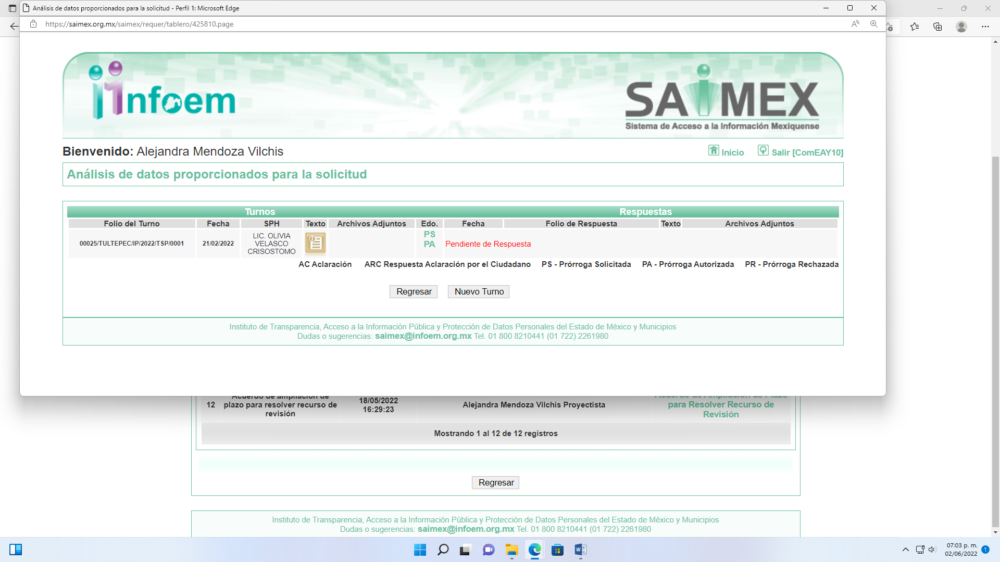 Análisis de datos proporcionados para la solicitud - Perfil 1: Microsoft Edge
https://saimex.org.mx/saimex/requer/tablero/425810.page
infoem
SAIMEX
Sistema de Acceso a la Información Mexiquense
Bienvenido: Alejandra Mendoza Vilchis
Inicio Salir [ComEAY10]
Análisis de datos proporcionados para la solicitud
Turnos Respuestas
Folio del Turno Fecha SPH Texto Archivos Adjuntos Edo. Fecha Folio de Respuesta Texto Archivos Adjuntos
00025/TULTEPEC/IP/2022/TSP/0001 21/02/2022 LIC. OLIVIA VELASCO CRISOSTOMO PS PA Pendiente de Respuesta
AC Aclaración ARC Respuesta Aclaración por el Ciudadano PS - Prórroga Solicitada PA - Prórroga Autorizada PR - Prórroga Rechazada
Regresar Nuevo Turno
Instituto de Transparencia, Acceso a la Información Pública y Protección de Datos Personales del Estado de México y Municipios
Dudas o sugerencias: saimex@infoem.org.mx Tel. 01 800 8210441 (01 722) 2261980
12 Acuerdo de ampliación de plazo para resolver recurso de revisión 18/05/2022 16:29:23 Alejandra Mendoza Vilchis Proyectista Acuerdo de Ampliación de Plazo para Resolver Recurso de Revisión
Mostrando 1 al 12 de 12 registros
Regresar
Instituto de Transparencia, Acceso a la Información Pública y Protección de Datos Personales del Estado de México y Municipios
Dudas o sugerencias: saimex@infoem.org.mx Tel. 01 800 8210441 (01 722) 2261980
07:03 p. m.
02/06/2022
1